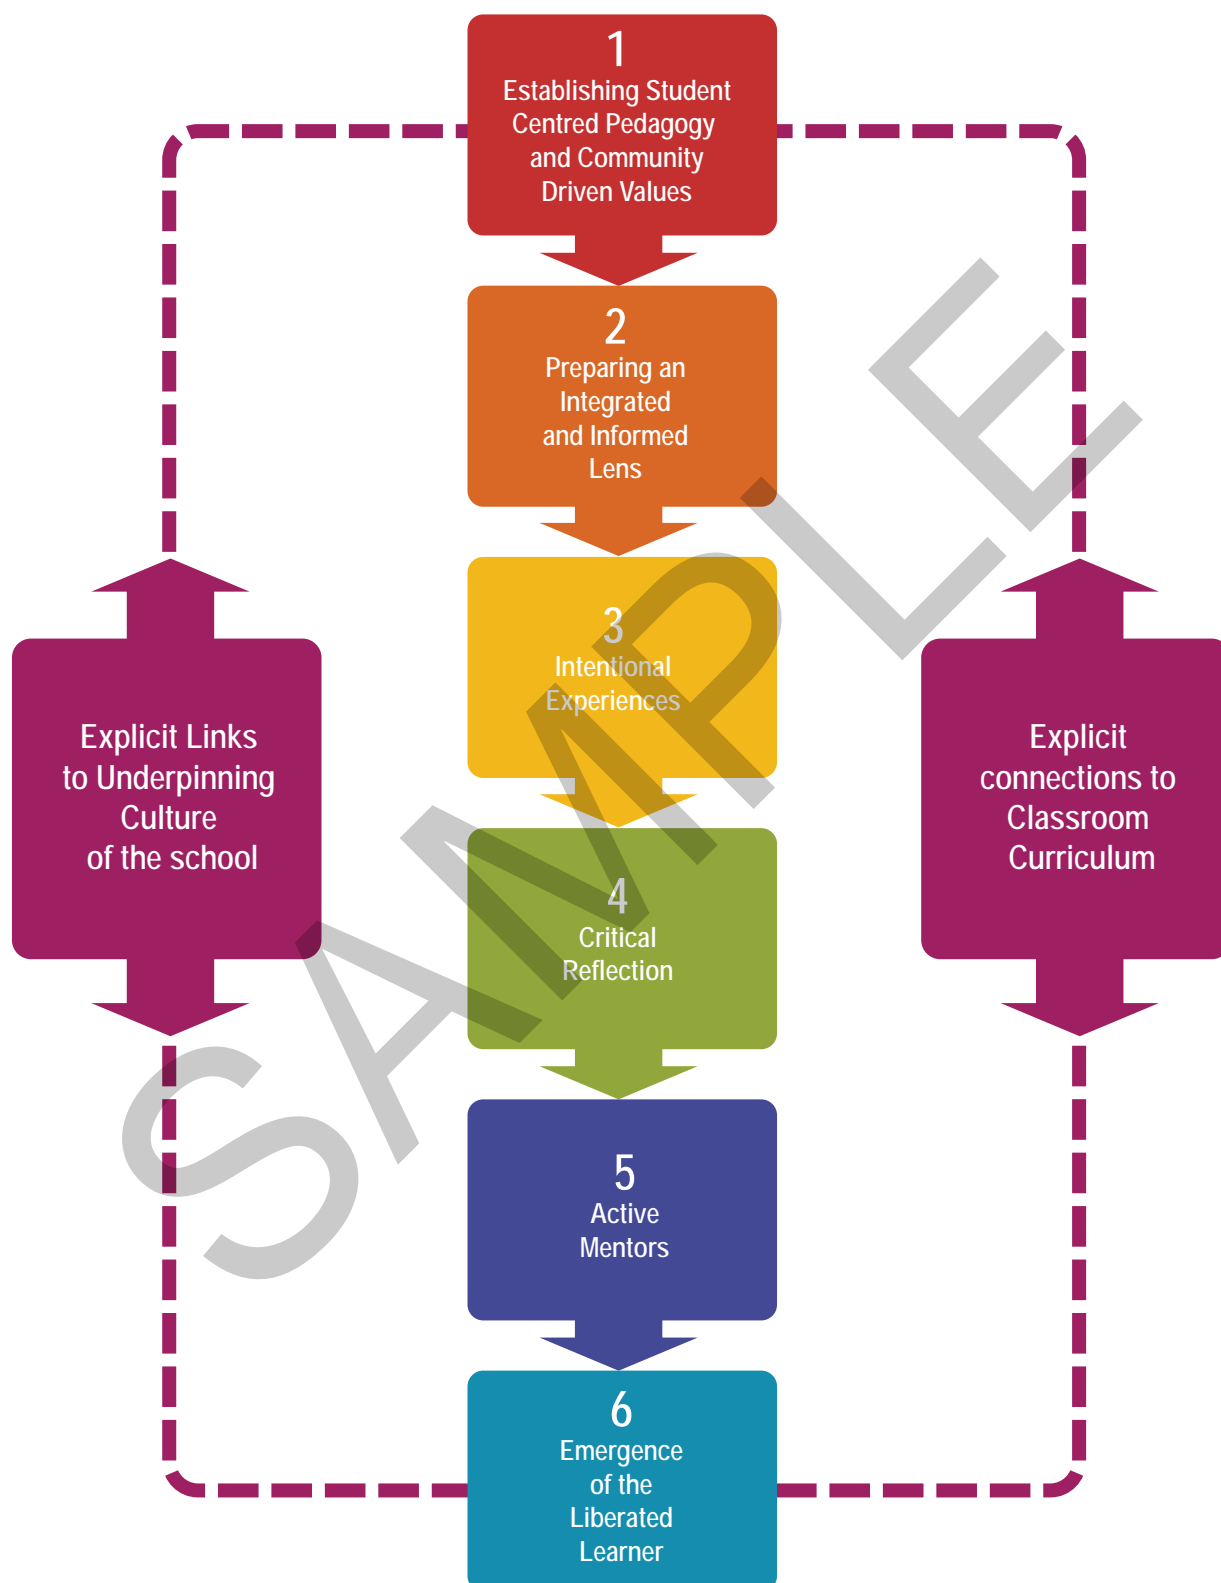 1
Establishing Student
Centred Pedagogy
and Community
Driven Values
2
Preparing an
Integrated
and Informed
Lens
3
Intentional
Experiences
Explicit Links
to Underpinning
Culture
of the school
Explicit
connections to
Classroom
Curriculum
4
Critical
Reflection
5
Active
Mentors
6
Emergence
of the
Liberated
Learner
SAMPLE